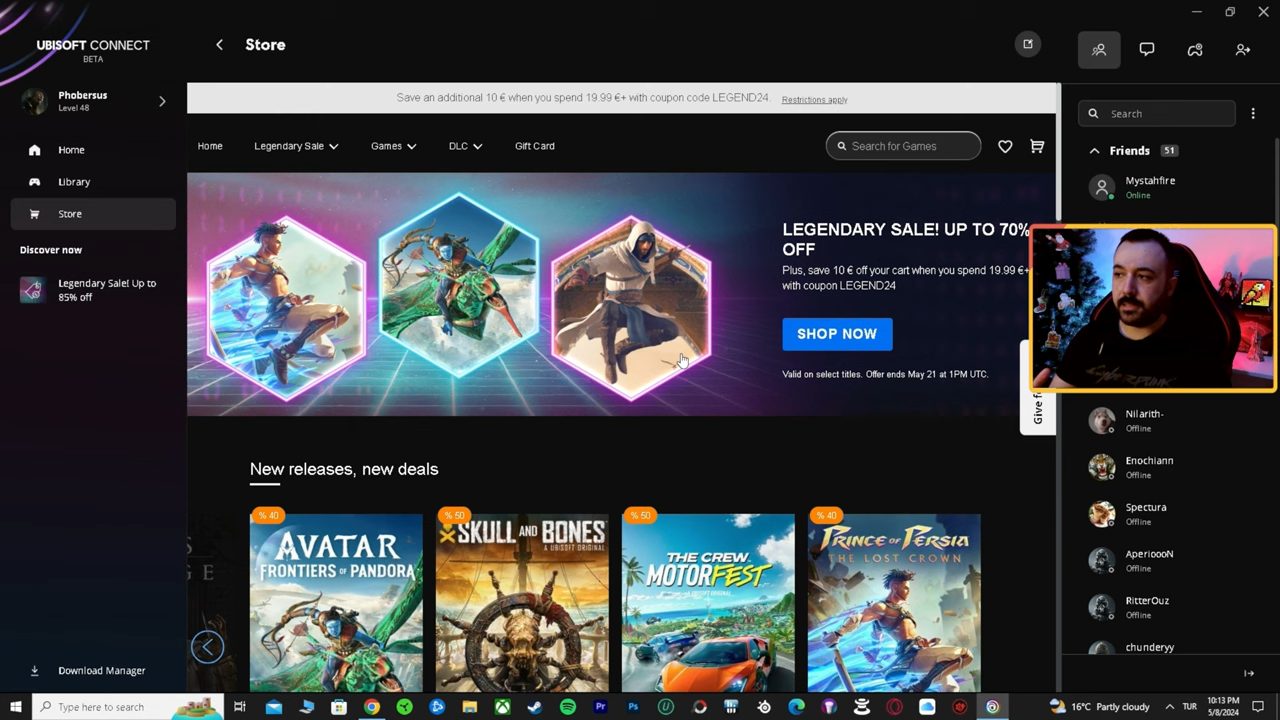 UBISOFT CONNECT
BETA
Phobersus
Level 48
Home
Library
Store
Discover now
Legendary Sale! Up to
85% off
Download Manager
Store
Save an additional 10 € when you spend 19.99 €+ with coupon code LEGEND24. Restrictions apply
Home
Legendary Sale
Games
DLC
Gift Card
Search for Games
LEGENDARY SALE! UP TO 70%
OFF
Plus, save 10 € off your cart when you spend 19.99 €+
with coupon LEGEND24
SHOP NOW
Valid on select titles. Offer ends May 21 at 1PM UTC.
New releases, new deals
% 40
AVATAR
FRONTIERS OF PANDORA
% 50
SKULL AND BONES
A UBISOFT ORIGINAL
% 50
THE CREW
MOTORFEST
% 40
PRINCE OF PERSIA
THE LOST CROWN
Search
Friends 51
Mystahfire
Online
Nilarith-
Offline
Enochiann
Offline
Spectura
Offline
AperioooN
Offline
RitterOuz
Offline
chunderyy
Type here to search
16°C Partly cloudy
TUR
10:13 PM
5/8/2024